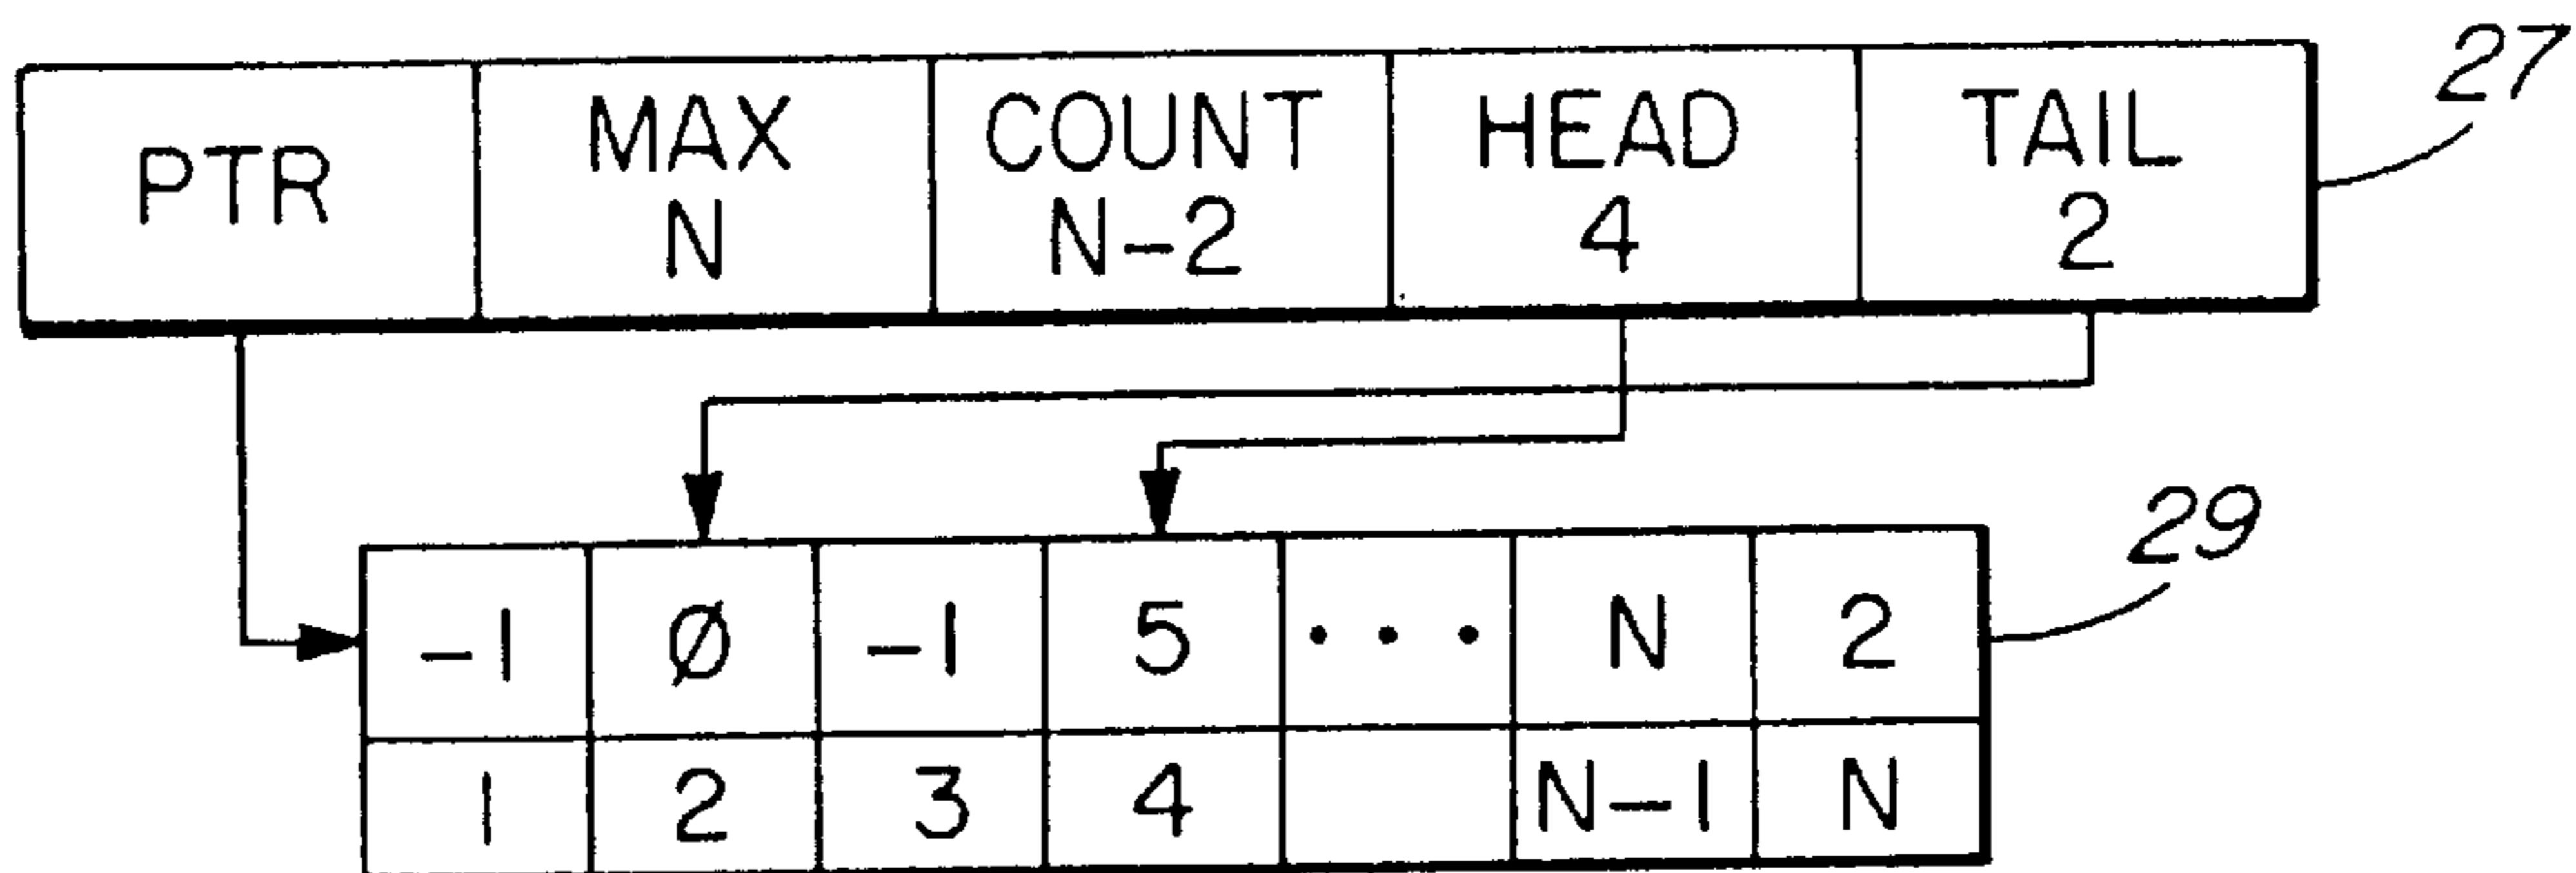 PTR MAX COUNT HEAD TAIL 27
N N-2 4 2
29
-1 Ø -1 5 ... N 2
1 2 3 4 N-1 N